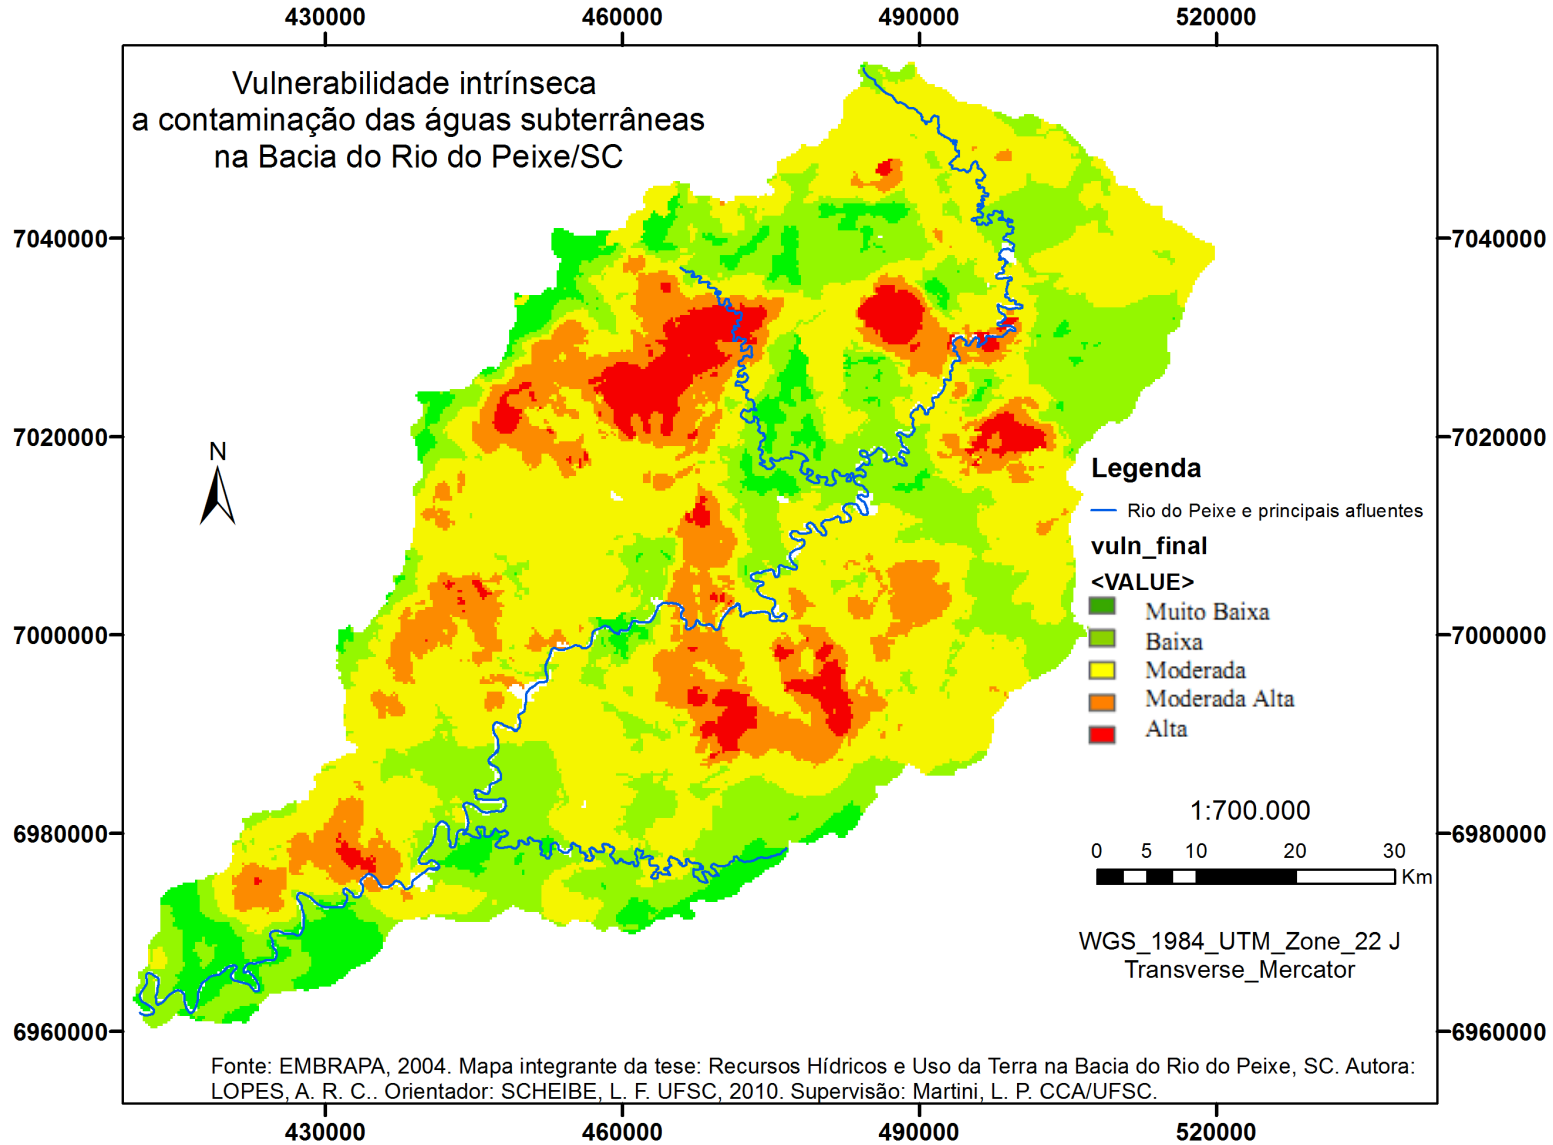 430000
460000
490000
520000
Vulnerabilidade intrínseca
a contaminação das águas subterrâneas
na Bacia do Rio do Peixe/SC
7040000
7040000
7020000
7020000
N
Legenda
Rio do Peixe e principais afluentes
vuln_final
<VALUE>
Muito Baixa
Baixa
Moderada
Moderada Alta
Alta
7000000
7000000
1:700.000
6980000
6980000
0 5 10 20 30
Km
WGS_1984_UTM_Zone_22 J
Transverse_Mercator
6960000
6960000
Fonte: EMBRAPA, 2004. Mapa integrante da tese: Recursos Hídricos e Uso da Terra na Bacia do Rio do Peixe, SC. Autora:
LOPES, A. R. C.. Orientador: SCHEIBE, L. F. UFSC, 2010. Supervisão: Martini, L. P. CCA/UFSC.
430000
460000
490000
520000